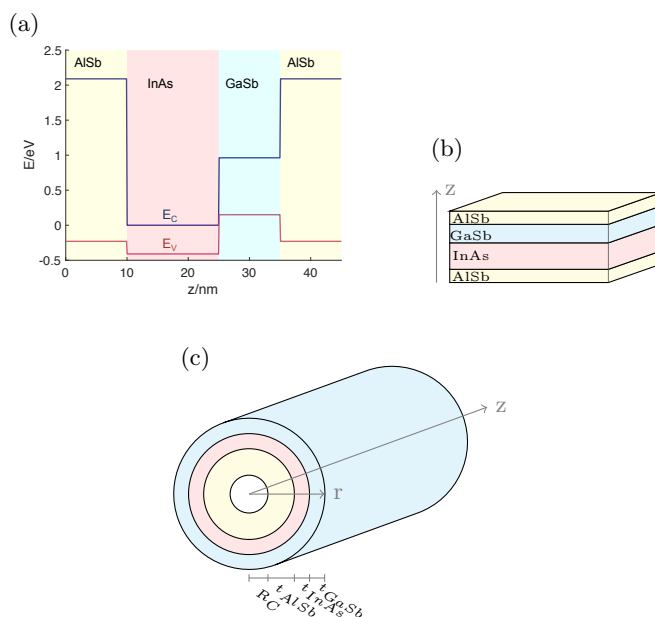 (a)
2.5
AlSb InAs GaSb AlSb
2
1.5
1
0.5
0
-0.5
E/eV
E_C
E_V
0 10 20 30 40
z/nm
(b)
z
AlSb
GaSb
InAs
AlSb
(c)
z
r
R_C t_AlSb t_InAs t_GaSb